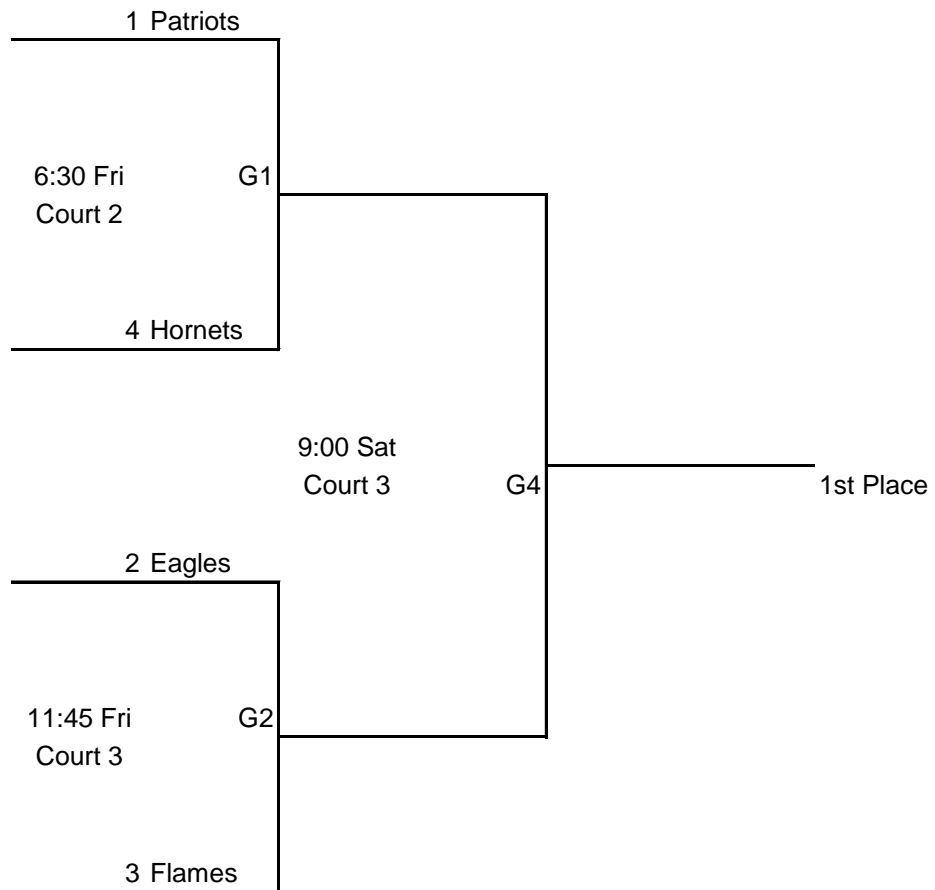 1 Patriots
6:30 Fri G1
Court 2
4 Hornets
9:00 Sat
Court 3 G4 1st Place
2 Eagles
11:45 Fri G2
Court 3
3 Flames